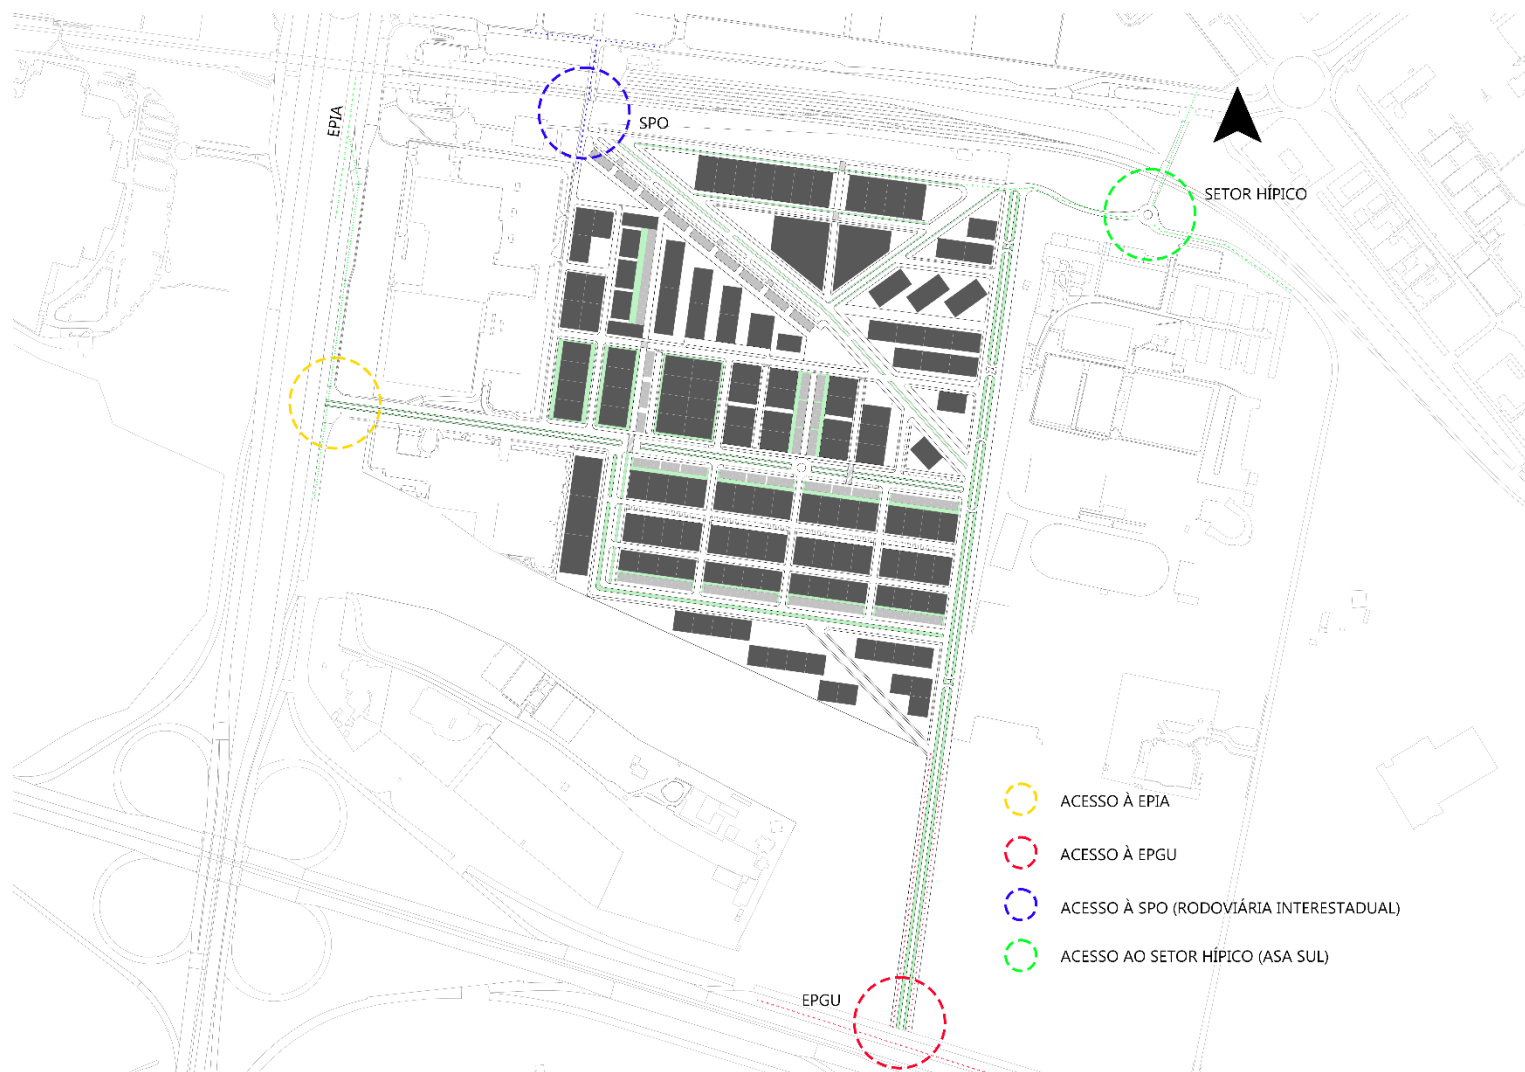 EPIA
SPO
SETOR HÍPICO
ACESSO À EPIA
ACESSO À EPGU
ACESSO À SPO (RODOVIÁRIA INTERESTADUAL)
ACESSO AO SETOR HÍPICO (ASA SUL)
EPGU